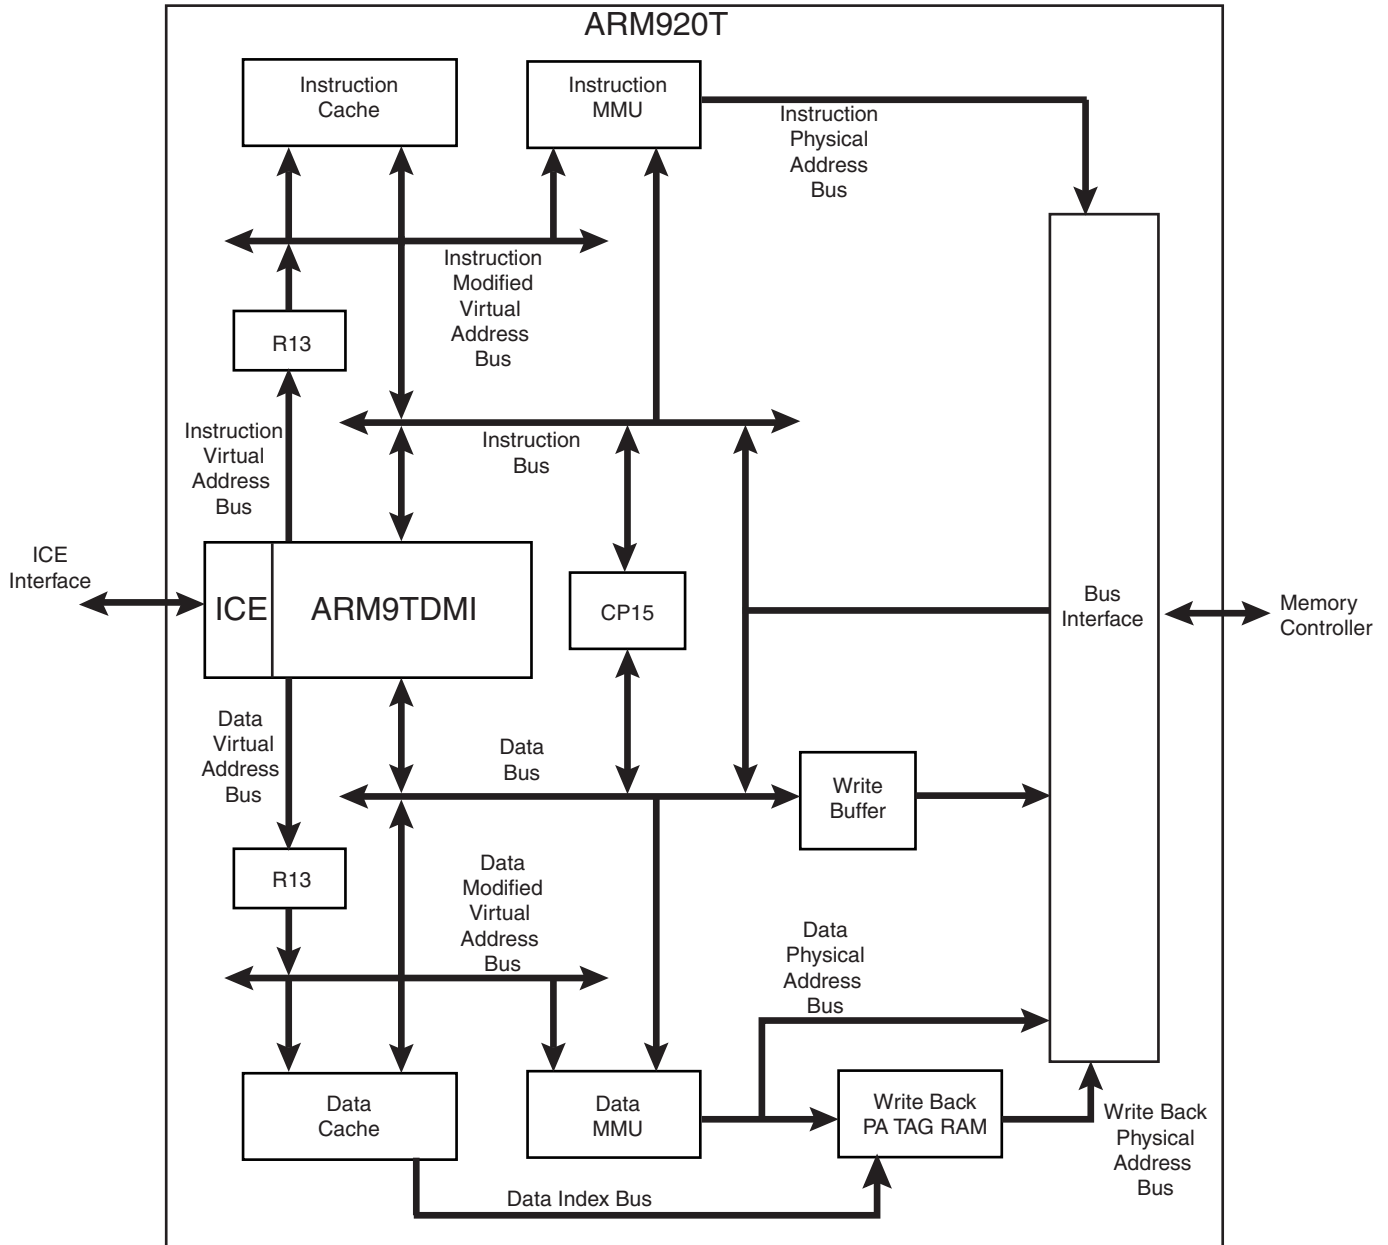 ARM920T
Instruction
Cache
Instruction
MMU
Instruction
Physical
Address
Bus
Instruction
Modified
Virtual
Address
Bus
R13
Instruction
Virtual
Address
Bus
Instruction
Bus
ICE
Interface
ICE
ARM9TDMI
CP15
Bus
Interface
Memory
Controller
Data
Virtual
Address
Bus
Data
Bus
Write
Buffer
R13
Data
Modified
Virtual
Address
Bus
Data
Physical
Address
Bus
Data
Cache
Data
MMU
Write Back
PA TAG RAM
Write Back
Physical
Address
Bus
Data Index Bus